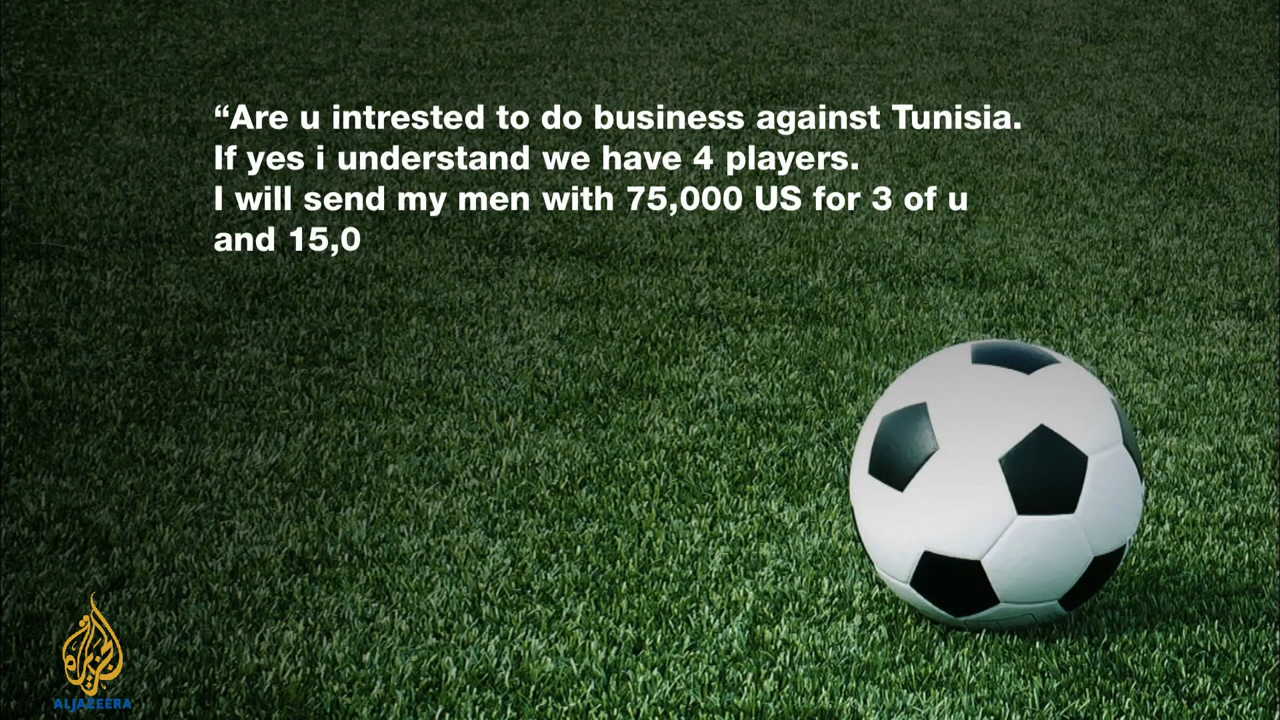 “Are u intrested to do business against Tunisia.
If yes i understand we have 4 players.
I will send my men with 75,000 US for 3 of u
and 15,0
ALJAZEERA